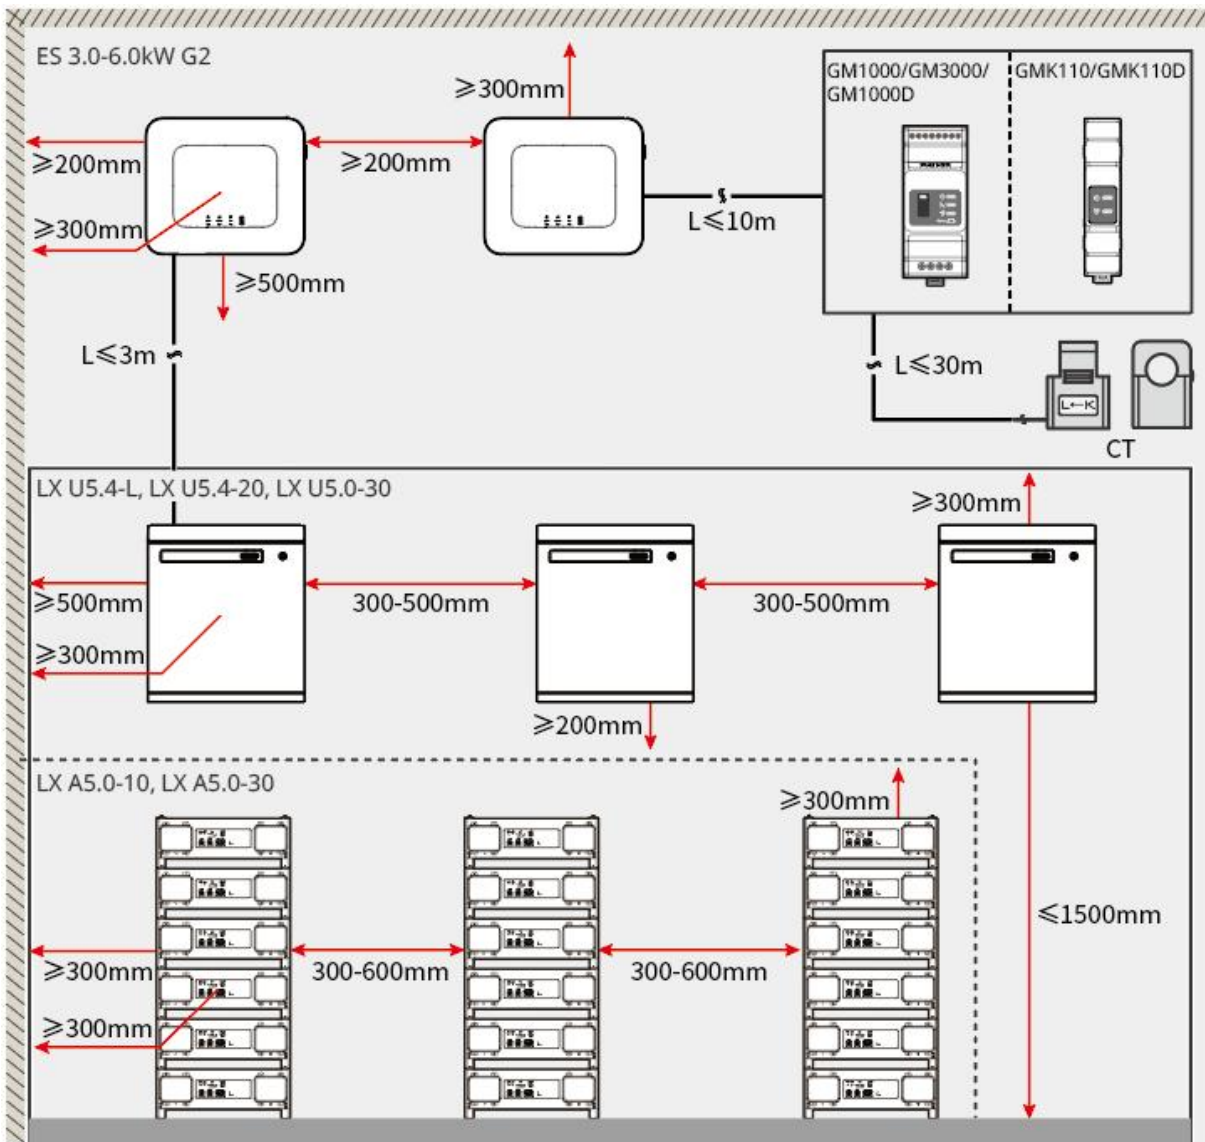 ES 3.0-6.0kW G2
≥300mm
GM1000/GM3000/
GM1000D
GMK110/GMK110D
≥200mm
≥200mm
≥300mm
L≤10m
≥500mm
L≤3m
L≤30m
L←K
CT
LX U5.4-L, LX U5.4-20, LX U5.0-30
≥300mm
≥500mm
300-500mm
300-500mm
≥300mm
≥200mm
LX A5.0-10, LX A5.0-30
≥300mm
≤1500mm
≥300mm
300-600mm
300-600mm
≥300mm